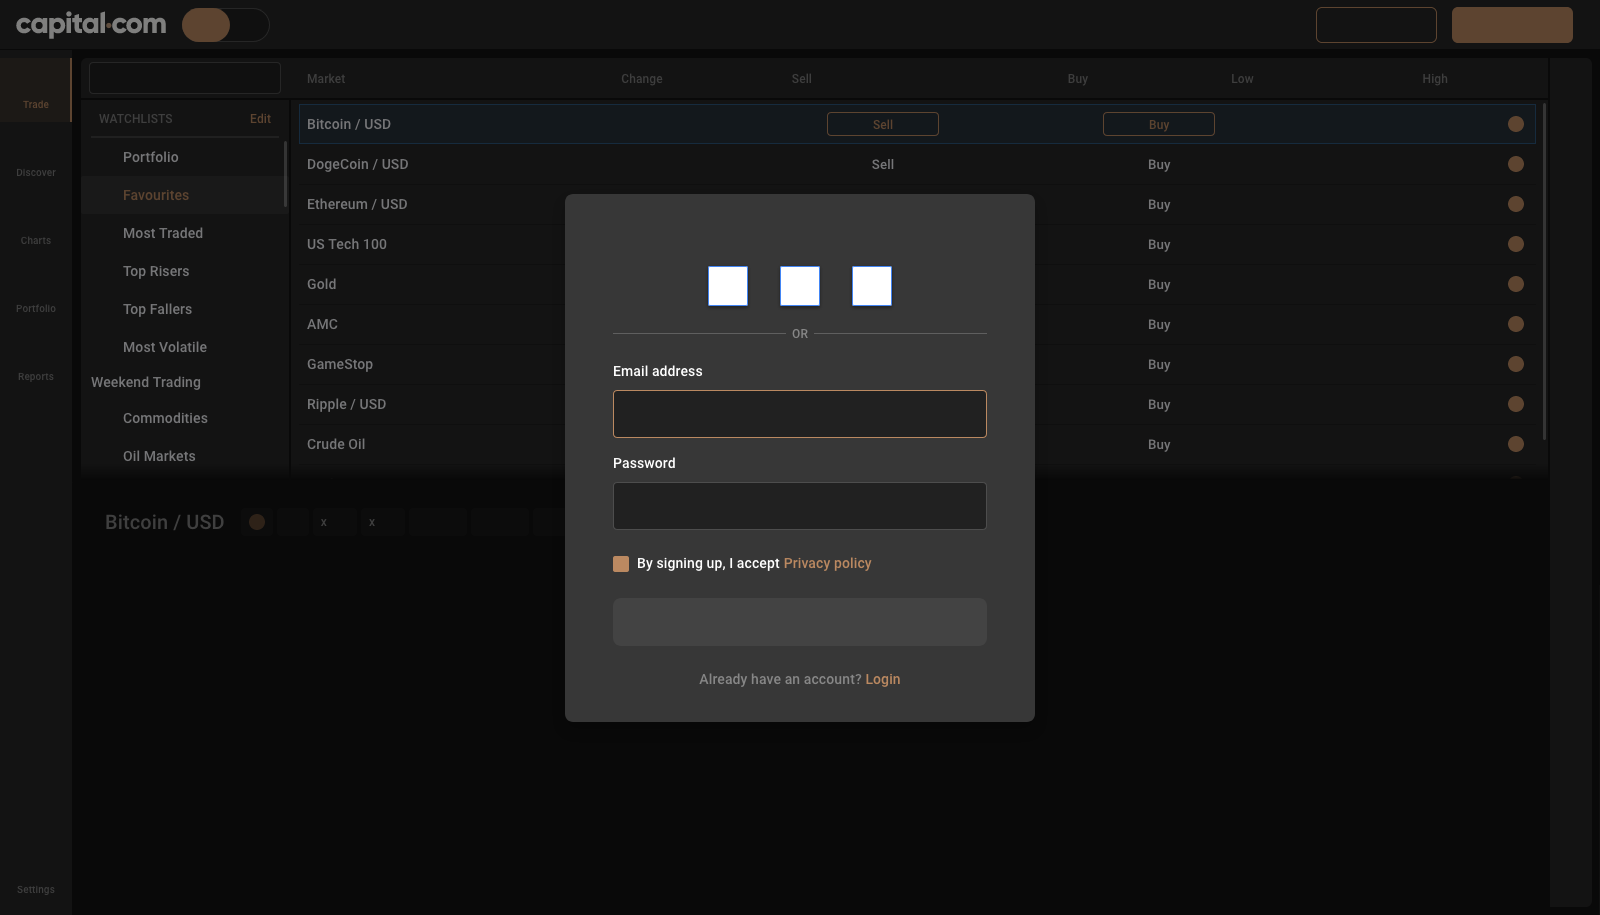 capital.com
Trade
Discover
Charts
Portfolio
Reports
Settings
WATCHLISTS Edit
Portfolio
Favourites
Most Traded
Top Risers
Top Fallers
Most Volatile
Weekend Trading
Commodities
Oil Markets
Market Change Sell Buy Low High
Bitcoin / USD Sell Buy
DogeCoin / USD Sell Buy
Ethereum / USD Buy
US Tech 100 Buy
Gold Buy
AMC Buy
GameStop Buy
Ripple / USD Buy
Crude Oil Buy
Bitcoin / USD x x
OR
Email address
Password
By signing up, I accept Privacy policy
Already have an account? Login